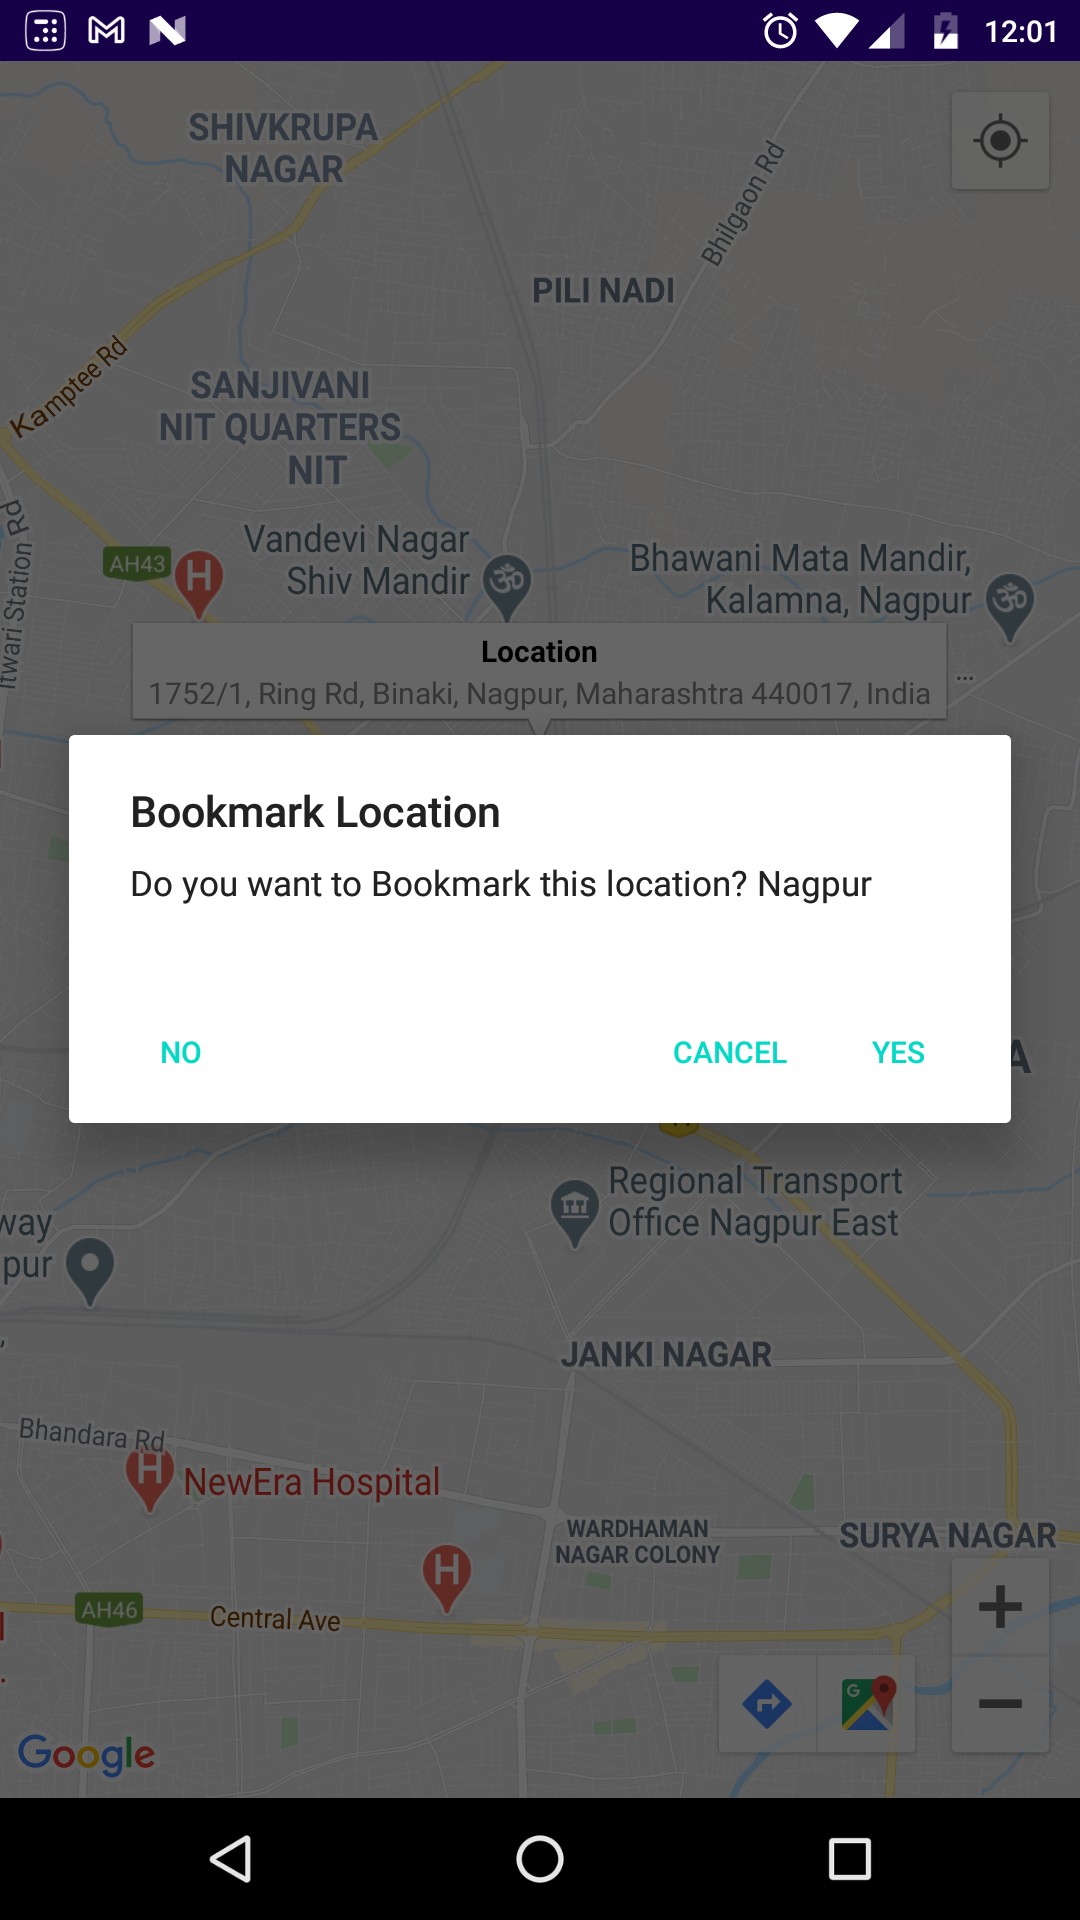 12:01
SHIVKRUPA
NAGAR
Bhilgaon Rd
PILI NADI
Kamptee Rd
SANJIVANI
NIT QUARTERS
NIT
Itwari Station Rd
AH43
H
Vandevi Nagar
Shiv Mandir
ॐ
Bhawani Mata Mandir,
Kalamna, Nagpur
ॐ
...
Location
1752/1, Ring Rd, Binaki, Nagpur, Maharashtra 440017, India
Bookmark Location
Do you want to Bookmark this location? Nagpur
NO
CANCEL
YES
A
Regional Transport
Office Nagpur East
way
pur
JANKI NAGAR
Bhandara Rd
H
NewEra Hospital
WARDHAMAN
NAGAR COLONY
SURYA NAGAR
H
AH46
Central Ave
+
G
−
Google